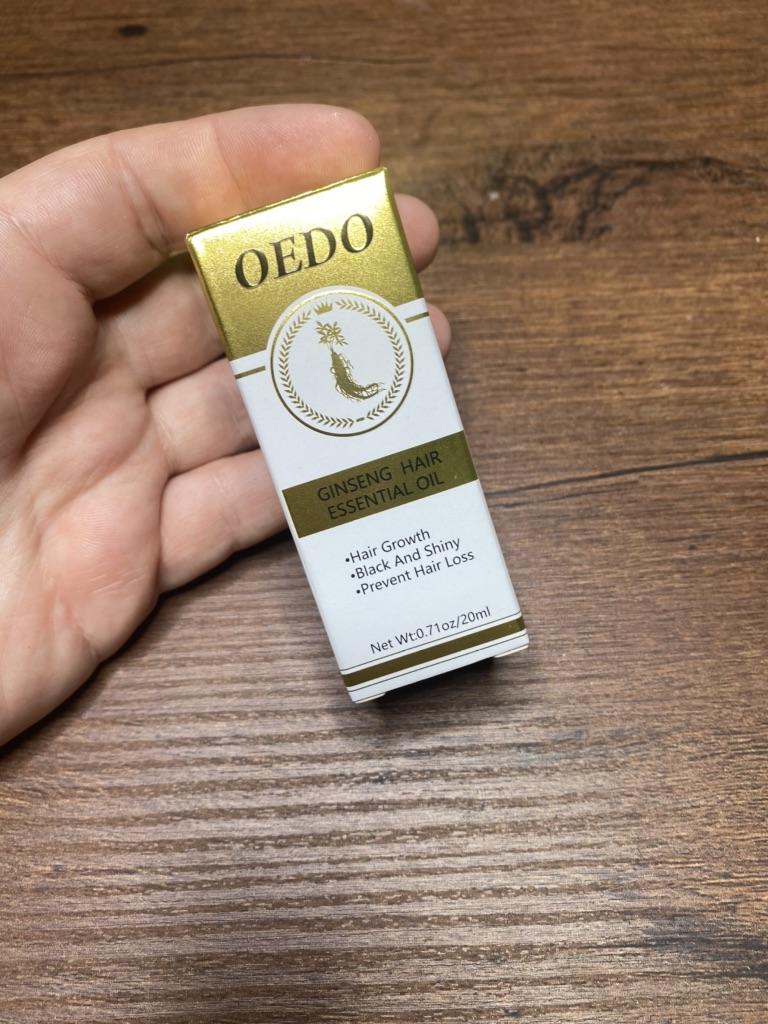 OEDO
GINSENG HAIR
ESSENTIAL OIL
•Hair Growth
•Black And Shiny
•Prevent Hair Loss
Net Wt:0.71oz/20ml